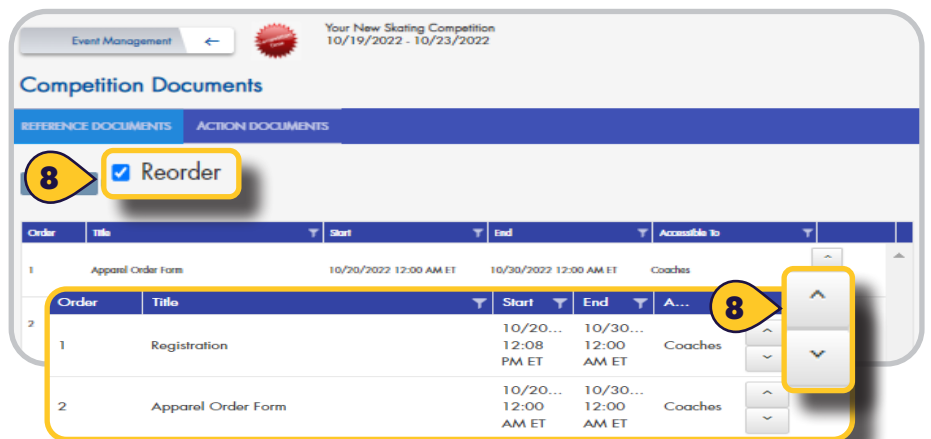 Event Management ←
Your New Skating Competition
10/19/2022 - 10/23/2022
Competition Documents
REFERENCE DOCUMENTS ACTION DOCUMENTS
8 Reorder
Order Title Start End Accessible To
1 Apparel Order Form 10/20/2022 12:00 AM ET 10/30/2022 12:00 AM ET Coaches
2
Order Title Start End A... 8
1 Registration 10/20... 12:08 PM ET 10/30... 12:00 AM ET Coaches
2 Apparel Order Form 10/20... 12:00 AM ET 10/30... 12:00 AM ET Coaches